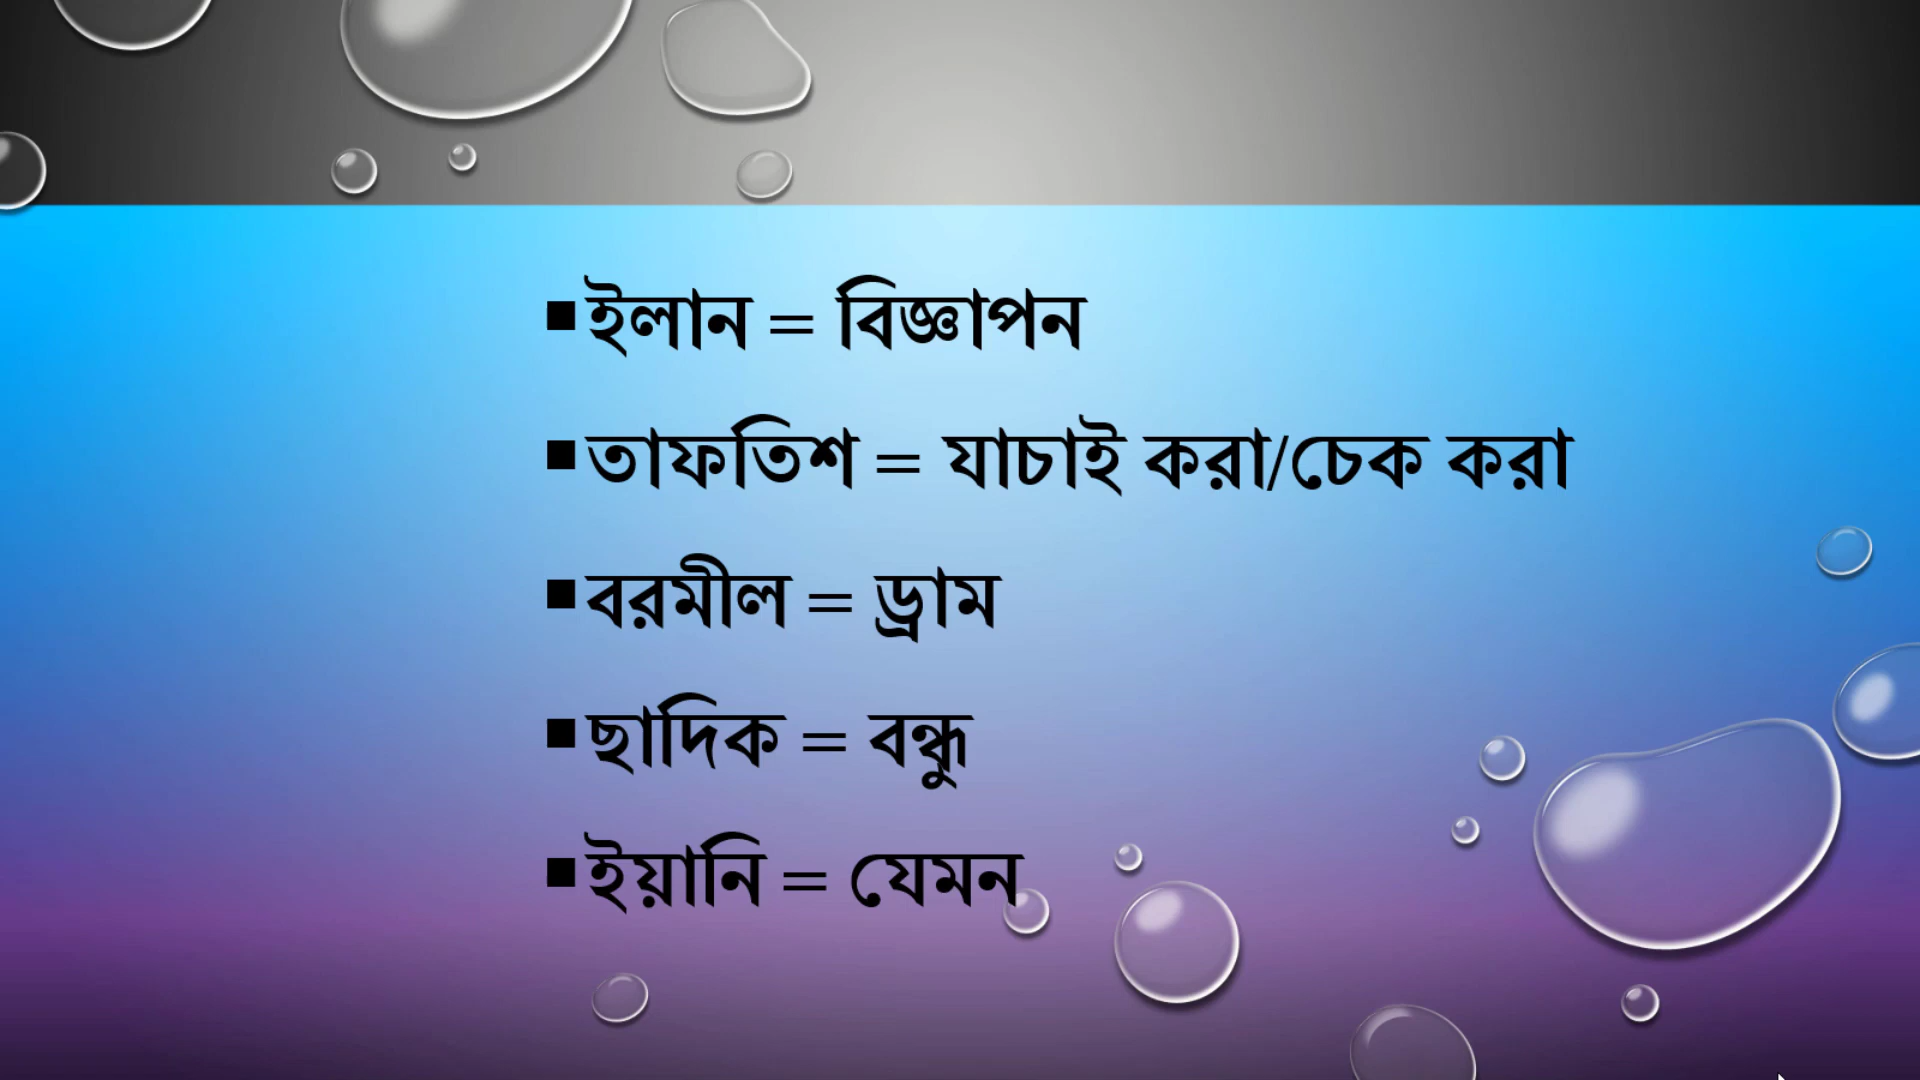 ▪ইলান = বিজ্ঞাপন
▪তাফতিশ = যাচাই করা/চেক করা
▪বরমীল = ড্রাম
▪ছাদিক = বন্ধু
▪ইয়ানি = যেমন